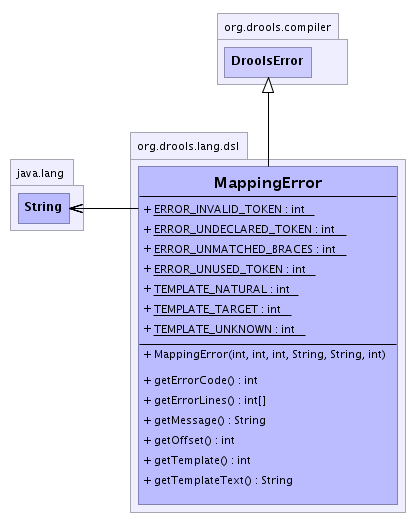 org.drools.compiler
DroolsError
org.drools.lang.dsl
java.lang
String
MappingError
+ ERROR_INVALID_TOKEN : int
+ ERROR_UNDECLARED_TOKEN : int
+ ERROR_UNMATCHED_BRACES : int
+ ERROR_UNUSED_TOKEN : int
+ TEMPLATE_NATURAL : int
+ TEMPLATE_TARGET : int
+ TEMPLATE_UNKNOWN : int
+ MappingError(int, int, int, String, String, int)
+ getErrorCode() : int
+ getErrorLines() : int[]
+ getMessage() : String
+ getOffset() : int
+ getTemplate() : int
+ getTemplateText() : String